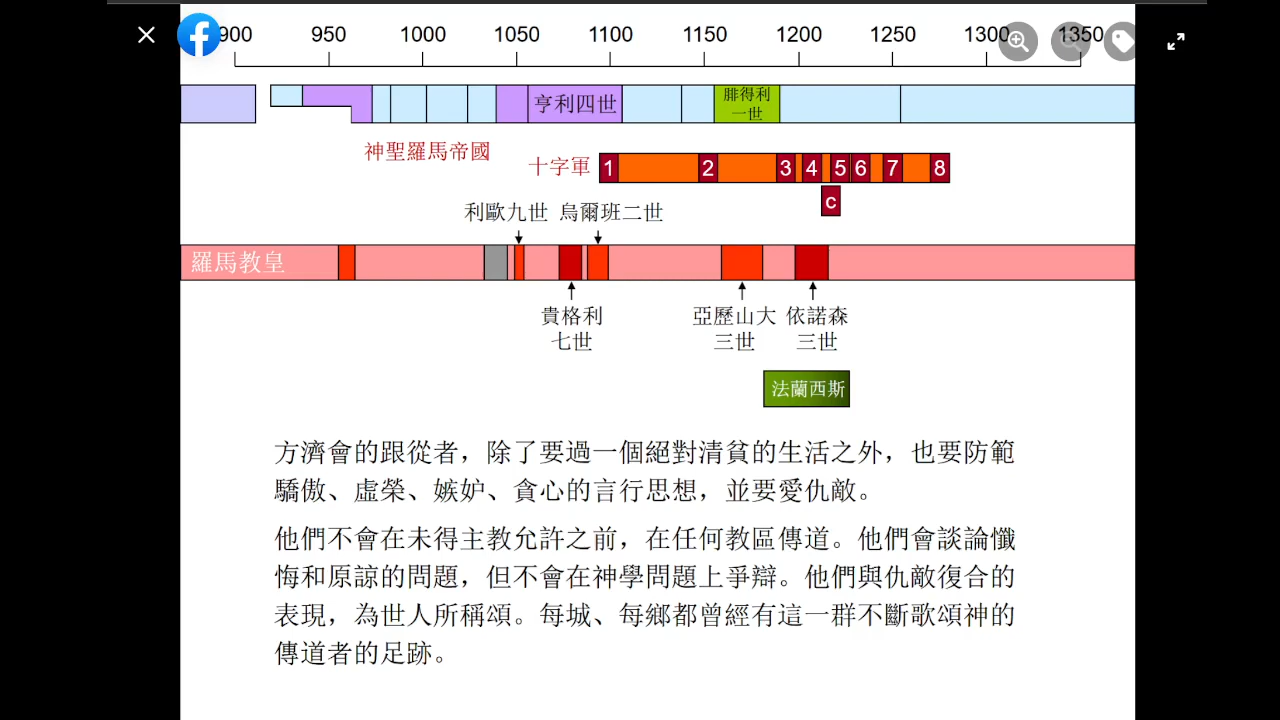 900 950 1000 1050 1100 1150 1200 1250 1300 1350
亨利四世
腓得利
一世
神聖羅馬帝國
十字軍 1 2 3 4 5 6 7 8
c
利歐九世 烏爾班二世
羅馬教皇
貴格利
七世
亞歷山大
三世
依諾森
三世
法蘭西斯
方濟會的跟從者，除了要過一個絕對清貧的生活之外，也要防範
驕傲、虛榮、嫉妒、貪心的言行思想，並要愛仇敵。
他們不會在未得主教允許之前，在任何教區傳道。他們會談論懺
悔和原諒的問題，但不會在神學問題上爭辯。他們與仇敵復合的
表現，為世人所稱頌。每城、每鄉都曾經有這一群不斷歌頌神的
傳道者的足跡。